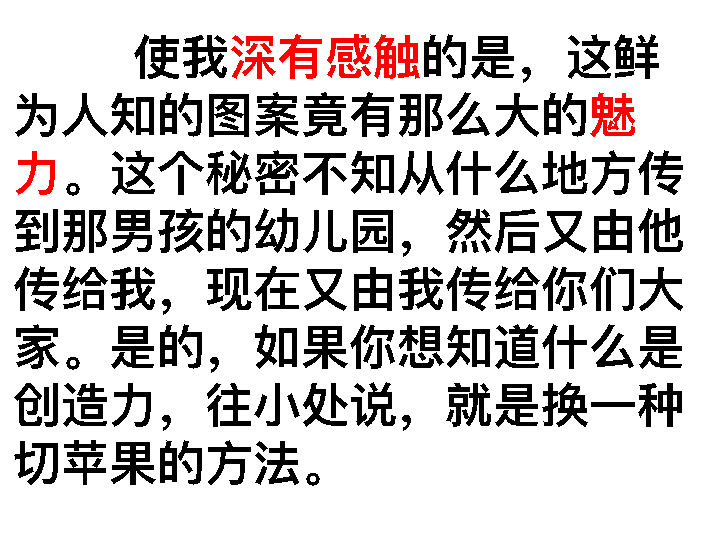 使我深有感触的是，这鲜
为人知的图案竟有那么大的魅
力。这个秘密不知从什么地方传
到那男孩的幼儿园，然后又由他
传给我，现在又由我传给你们大
家。是的，如果你想知道什么是
创造力，往小处说，就是换一种
切苹果的方法。